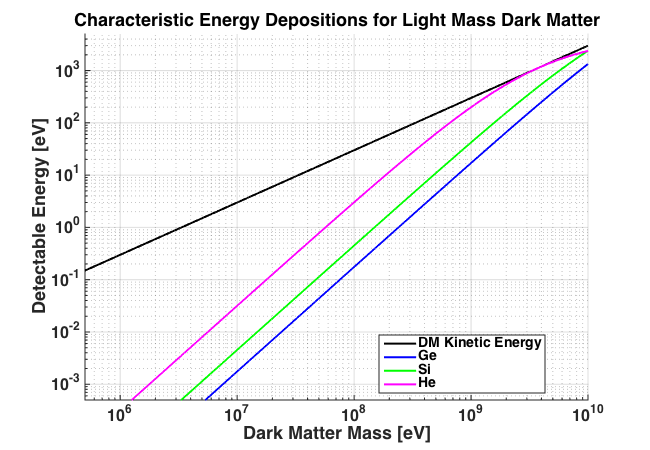 Characteristic Energy Depositions for Light Mass Dark Matter
Detectable Energy [eV]
10^3
10^2
10^1
10^0
10^-1
10^-2
10^-3
DM Kinetic Energy
Ge
Si
He
10^6 10^7 10^8 10^9 10^10
Dark Matter Mass [eV]